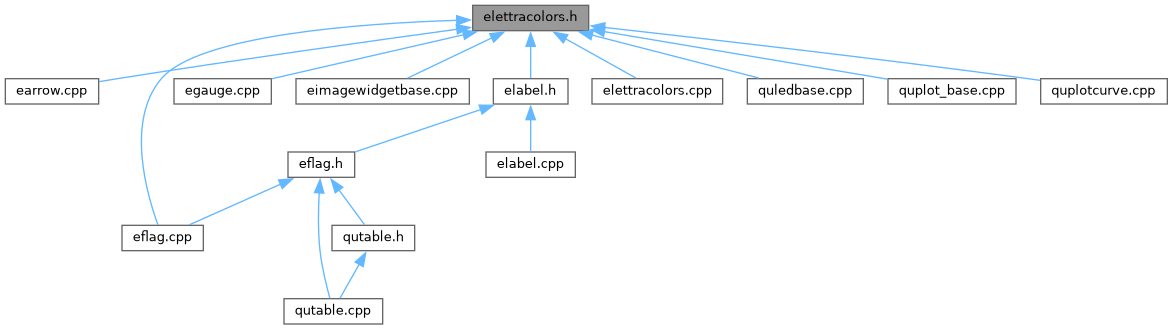 elettracolors.h
earrow.cpp
egauge.cpp
eimagewidgetbase.cpp
elabel.h
elettracolors.cpp
quledbase.cpp
quplot_base.cpp
quplotcurve.cpp
eflag.h
elabel.cpp
eflag.cpp
qutable.h
qutable.cpp